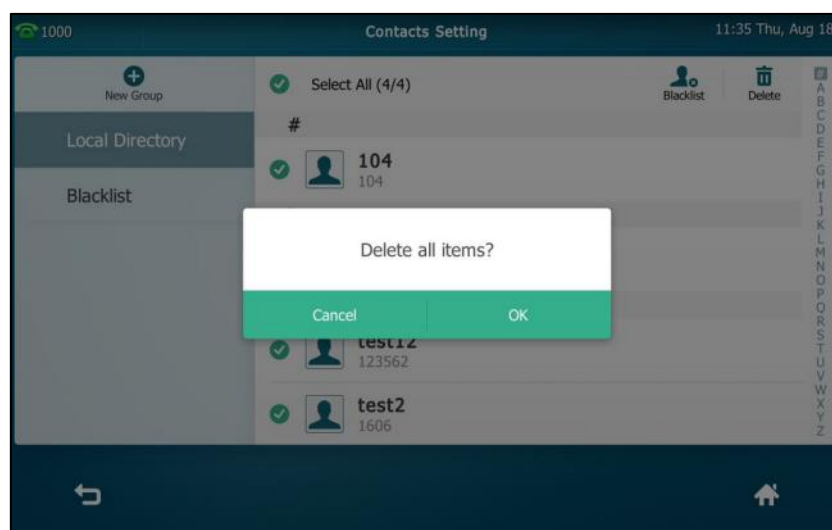 1000 Contacts Setting 11:35 Thu, Aug 18
New Group
Select All (4/4)
Blacklist Delete
Local Directory
Blacklist
#
104
104
Delete all items?
Cancel OK
test12
123562
test2
1606
#
A
B
C
D
E
F
G
H
I
J
K
L
M
N
O
P
Q
R
S
T
U
V
W
X
Y
Z